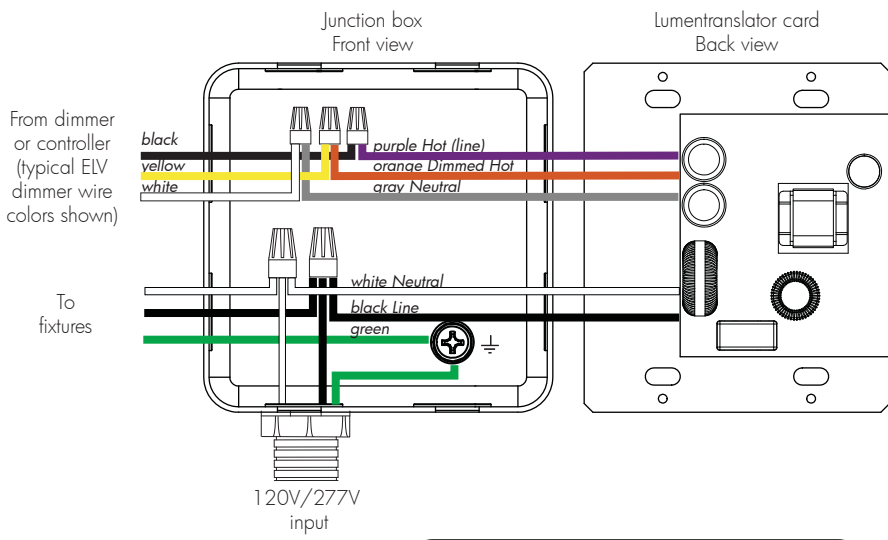 Junction box
Front view
Lumentranslator card
Back view
From dimmer
or controller
(typical ELV
dimmer wire
colors shown)
black
yellow
white
purple Hot (line)
orange Dimmed Hot
gray Neutral
To
fixtures
white Neutral
black Line
green
120V/277V
input